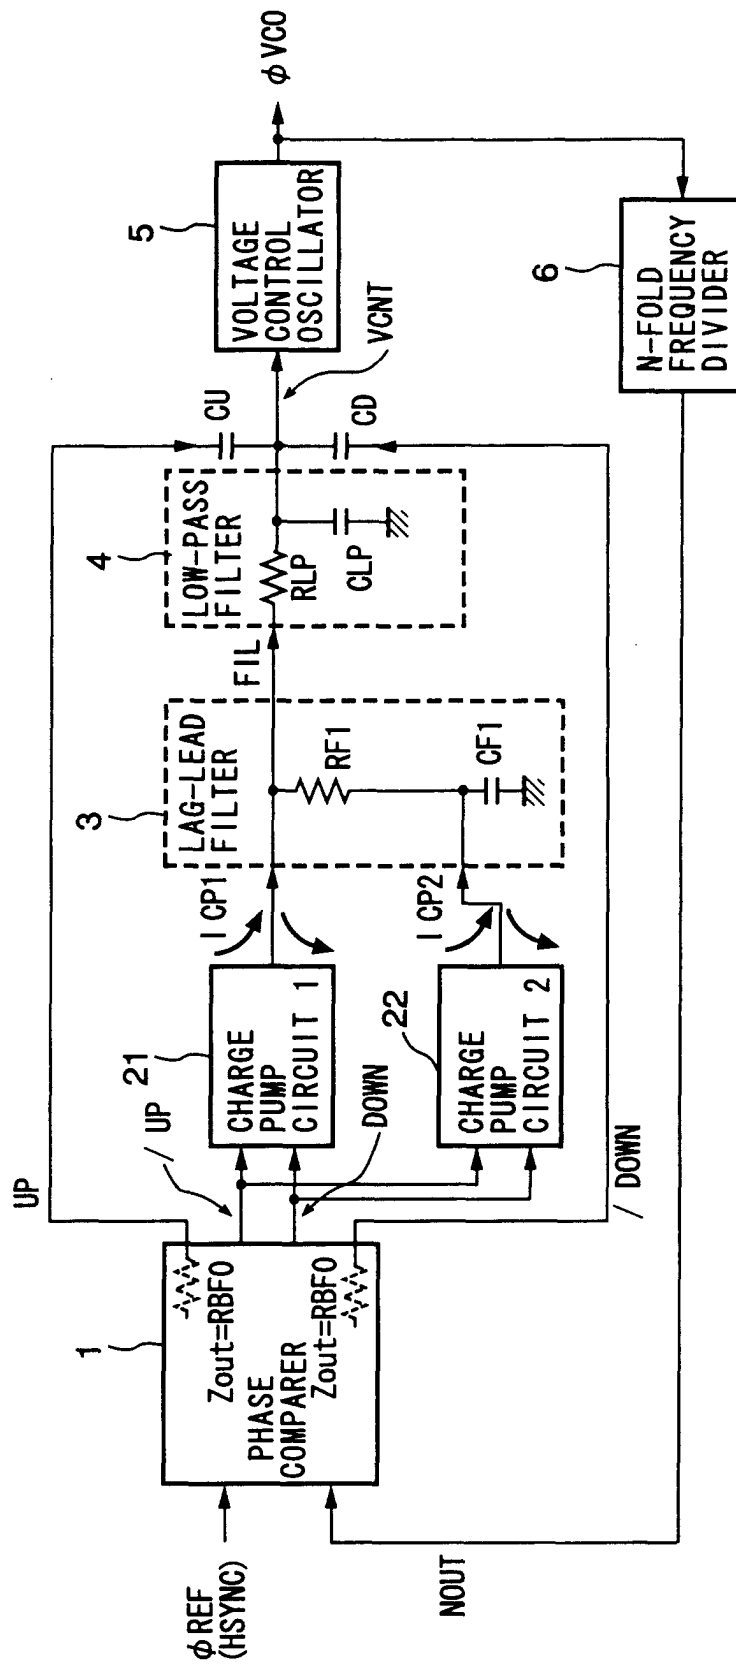 φREF
(HSYNC)
NOUT
1
Zout=RBFO
PHASE
COMPARER
Zout=RBFO
UP
/UP
DOWN
/DOWN
21
CHARGE
PUMP
CIRCUIT 1
22
CHARGE
PUMP
CIRCUIT 2
ICP1
ICP2
3
LAG-LEAD
FILTER
RF1
CF1
FIL
4
LOW-PASS
FILTER
RLP
CLP
CU
CD
VCNT
5
VOLTAGE
CONTROL
OSCILLATOR
φVCO
6
N-FOLD
FREQUENCY
DIVIDER